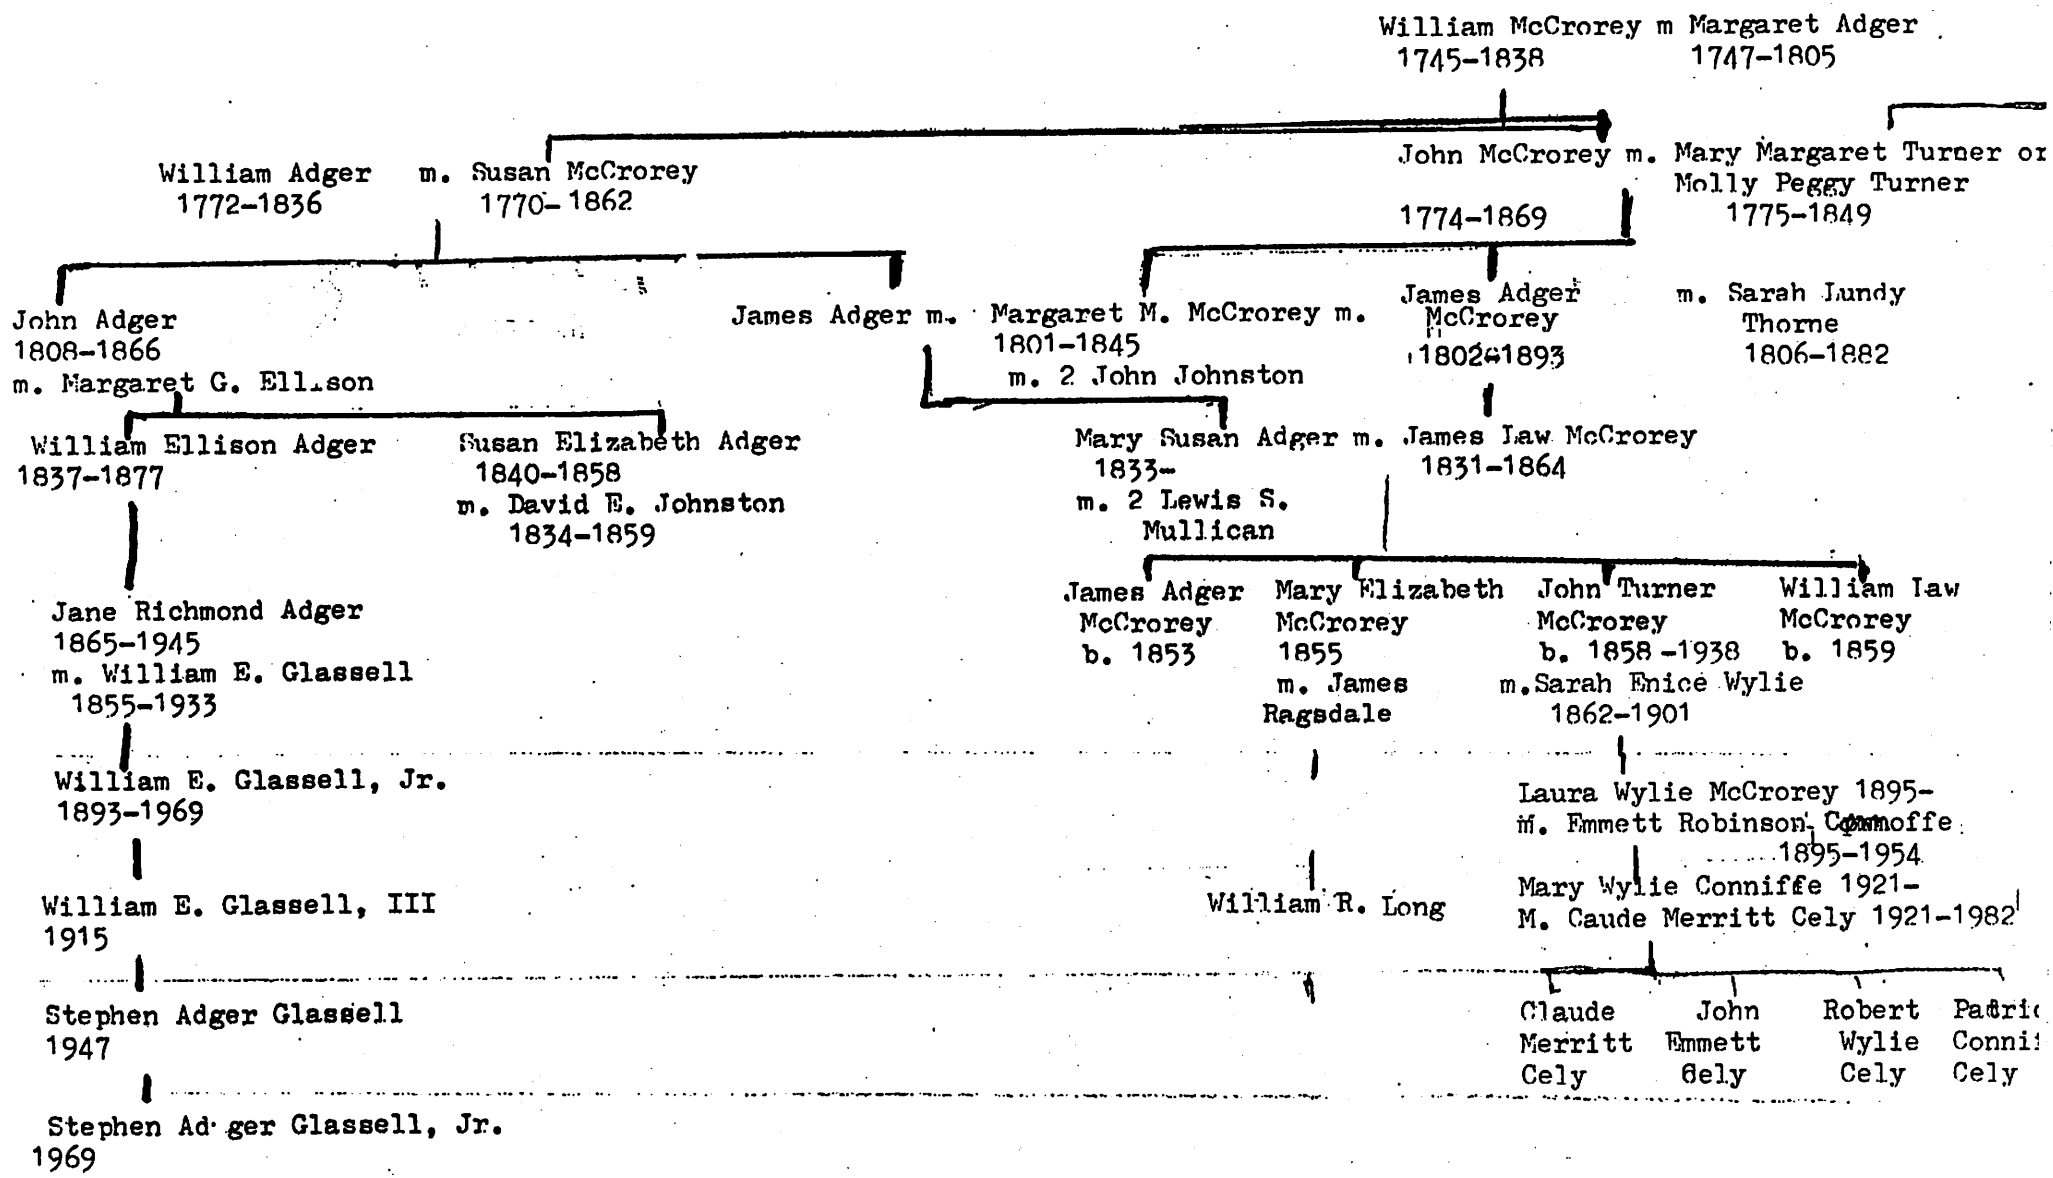 William McCrorey m Margaret Adger
1745-1838 1747-1805
William Adger m. Susan McCrorey
1772-1836 1770-1862
John McCrorey m. Mary Margaret Turner or
Molly Peggy Turner
1774-1869 1775-1849
John Adger
1808-1866
m. Margaret G. Ellison
James Adger m. Margaret M. McCrorey m.
1801-1845
m. 2 John Johnston
James Adger m. Sarah Lundy
McCrorey Thorne
1802-1893 1806-1882
William Ellison Adger
1837-1877
Susan Elizabeth Adger
1840-1858
m. David E. Johnston
1834-1859
Mary Susan Adger m. James Law McCrorey
1833- 1831-1864
m. 2 Lewis S.
Mullican
Jane Richmond Adger
1865-1945
m. William E. Glassell
1855-1933
James Adger
McCrorey
b. 1853
Mary Elizabeth
McCrorey
1855
m. James
Ragsdale
John Turner
McCrorey
b. 1858-1938
m.Sarah Enice Wylie
1862-1901
William Law
McCrorey
b. 1859
William E. Glassell, Jr.
1893-1969
Laura Wylie McCrorey 1895-
m. Emmett Robinson
1895-1954
William E. Glassell, III
1915
William R. Long
Mary Wylie Conniffe 1921-
M. Caude Merritt Cely 1921-1982
Stephen Adger Glassell
1947
Claude
Merritt
Cely
John
Emmett
Cely
Robert
Wylie
Cely
Patric
Conni
Cely
Stephen Adger Glassell, Jr.
1969